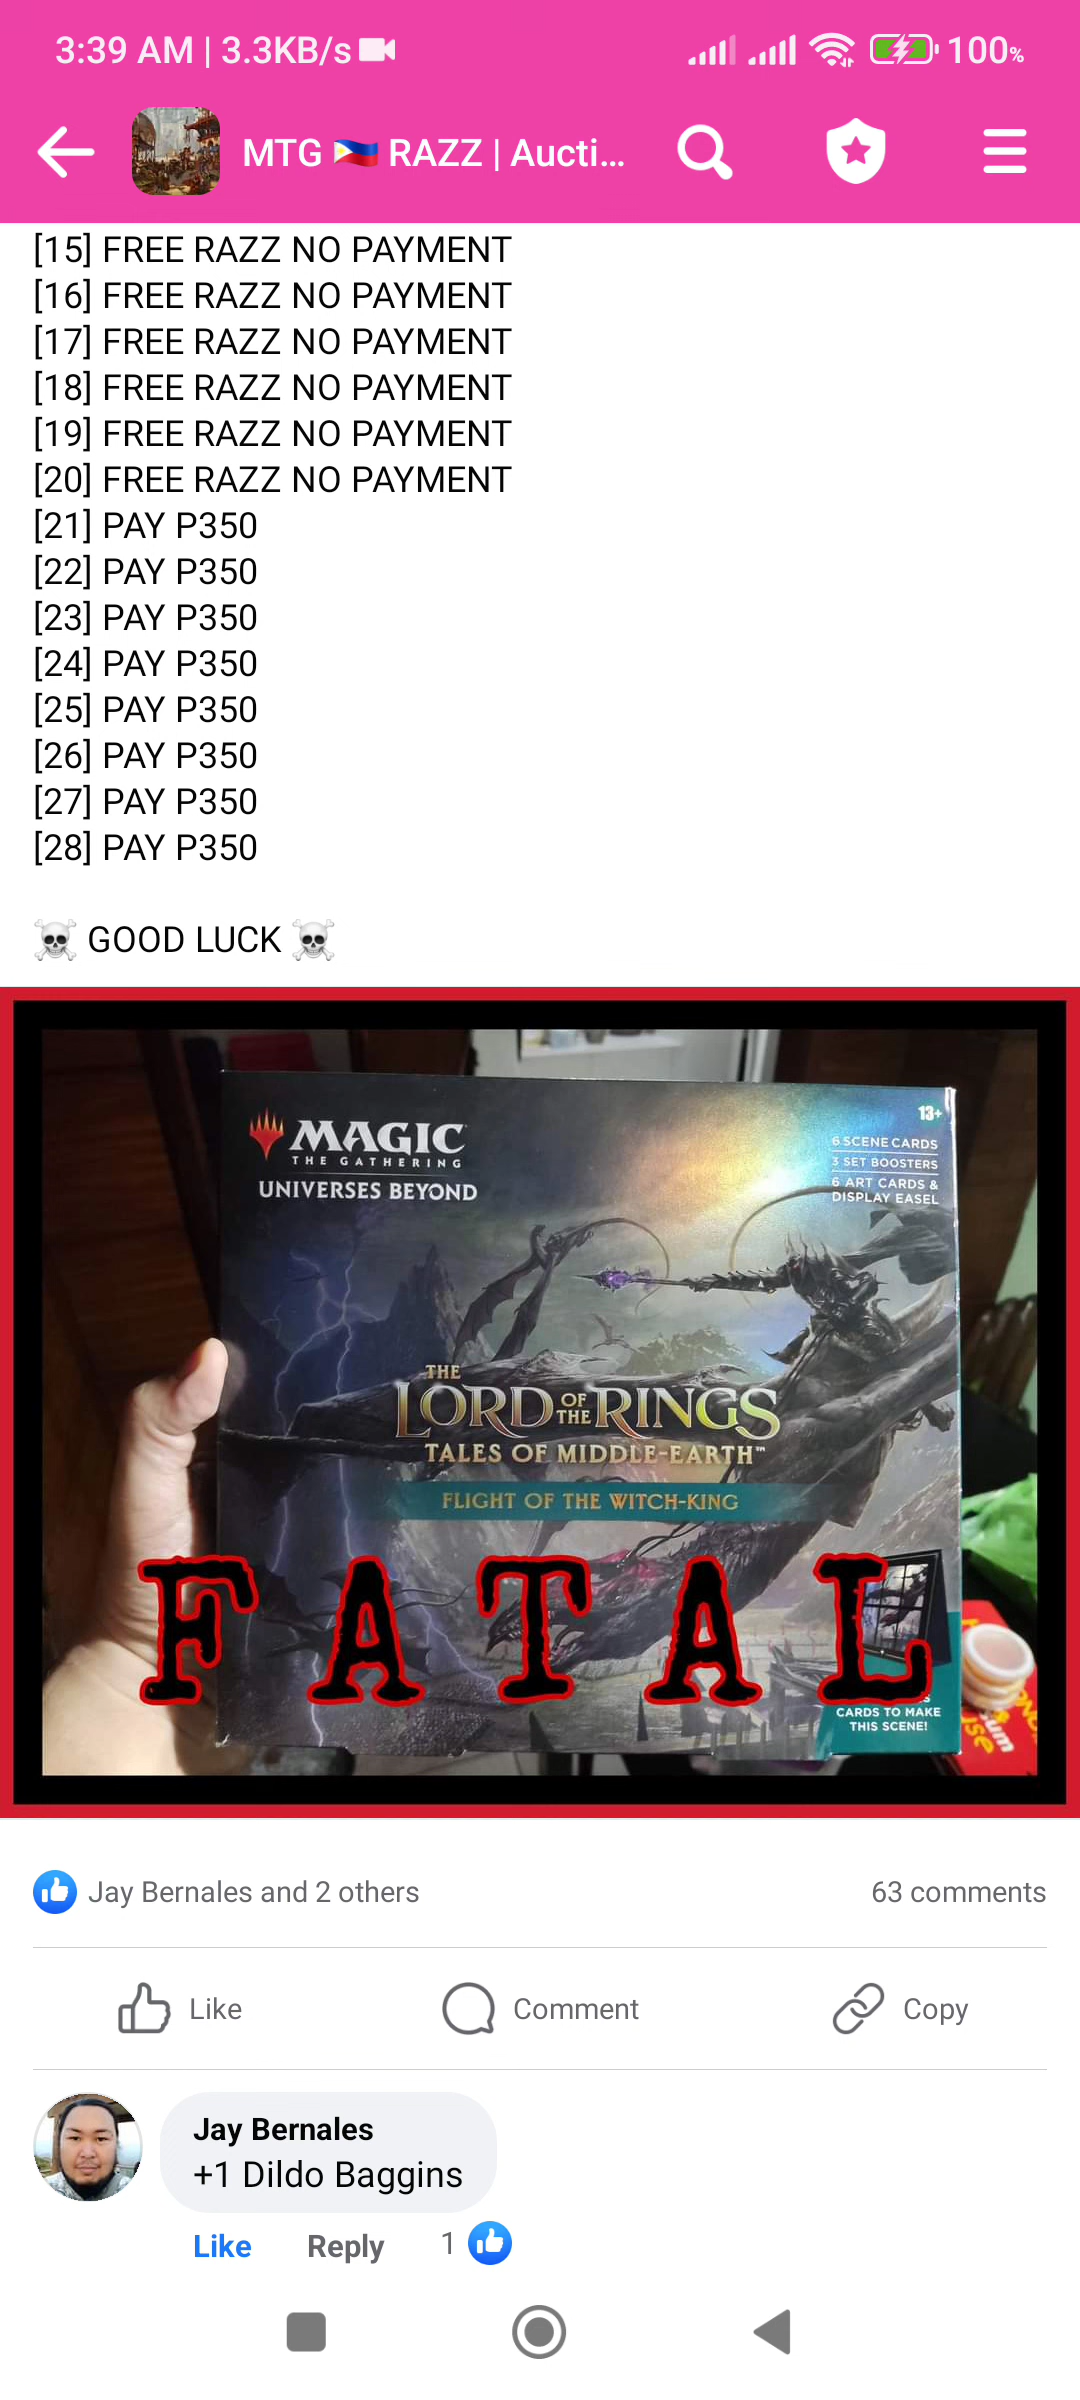 3:39 AM | 3.3KB/s
100%
MTG 🇵🇭 RAZZ | Aucti...
[15] FREE RAZZ NO PAYMENT
[16] FREE RAZZ NO PAYMENT
[17] FREE RAZZ NO PAYMENT
[18] FREE RAZZ NO PAYMENT
[19] FREE RAZZ NO PAYMENT
[20] FREE RAZZ NO PAYMENT
[21] PAY P350
[22] PAY P350
[23] PAY P350
[24] PAY P350
[25] PAY P350
[26] PAY P350
[27] PAY P350
[28] PAY P350
☠️ GOOD LUCK ☠️
MAGIC
THE GATHERING
UNIVERSES BEYOND
13+
6 SCENE CARDS
3 SET BOOSTERS
6 ART CARDS &
DISPLAY EASEL
THE
LORD OF THE RINGS
TALES OF MIDDLE-EARTH™
FLIGHT OF THE WITCH-KING
FATAL
CARDS TO MAKE
THIS SCENE!
Jay Bernales and 2 others
63 comments
Like
Comment
Copy
Jay Bernales
+1 Dildo Baggins
Like
Reply
1